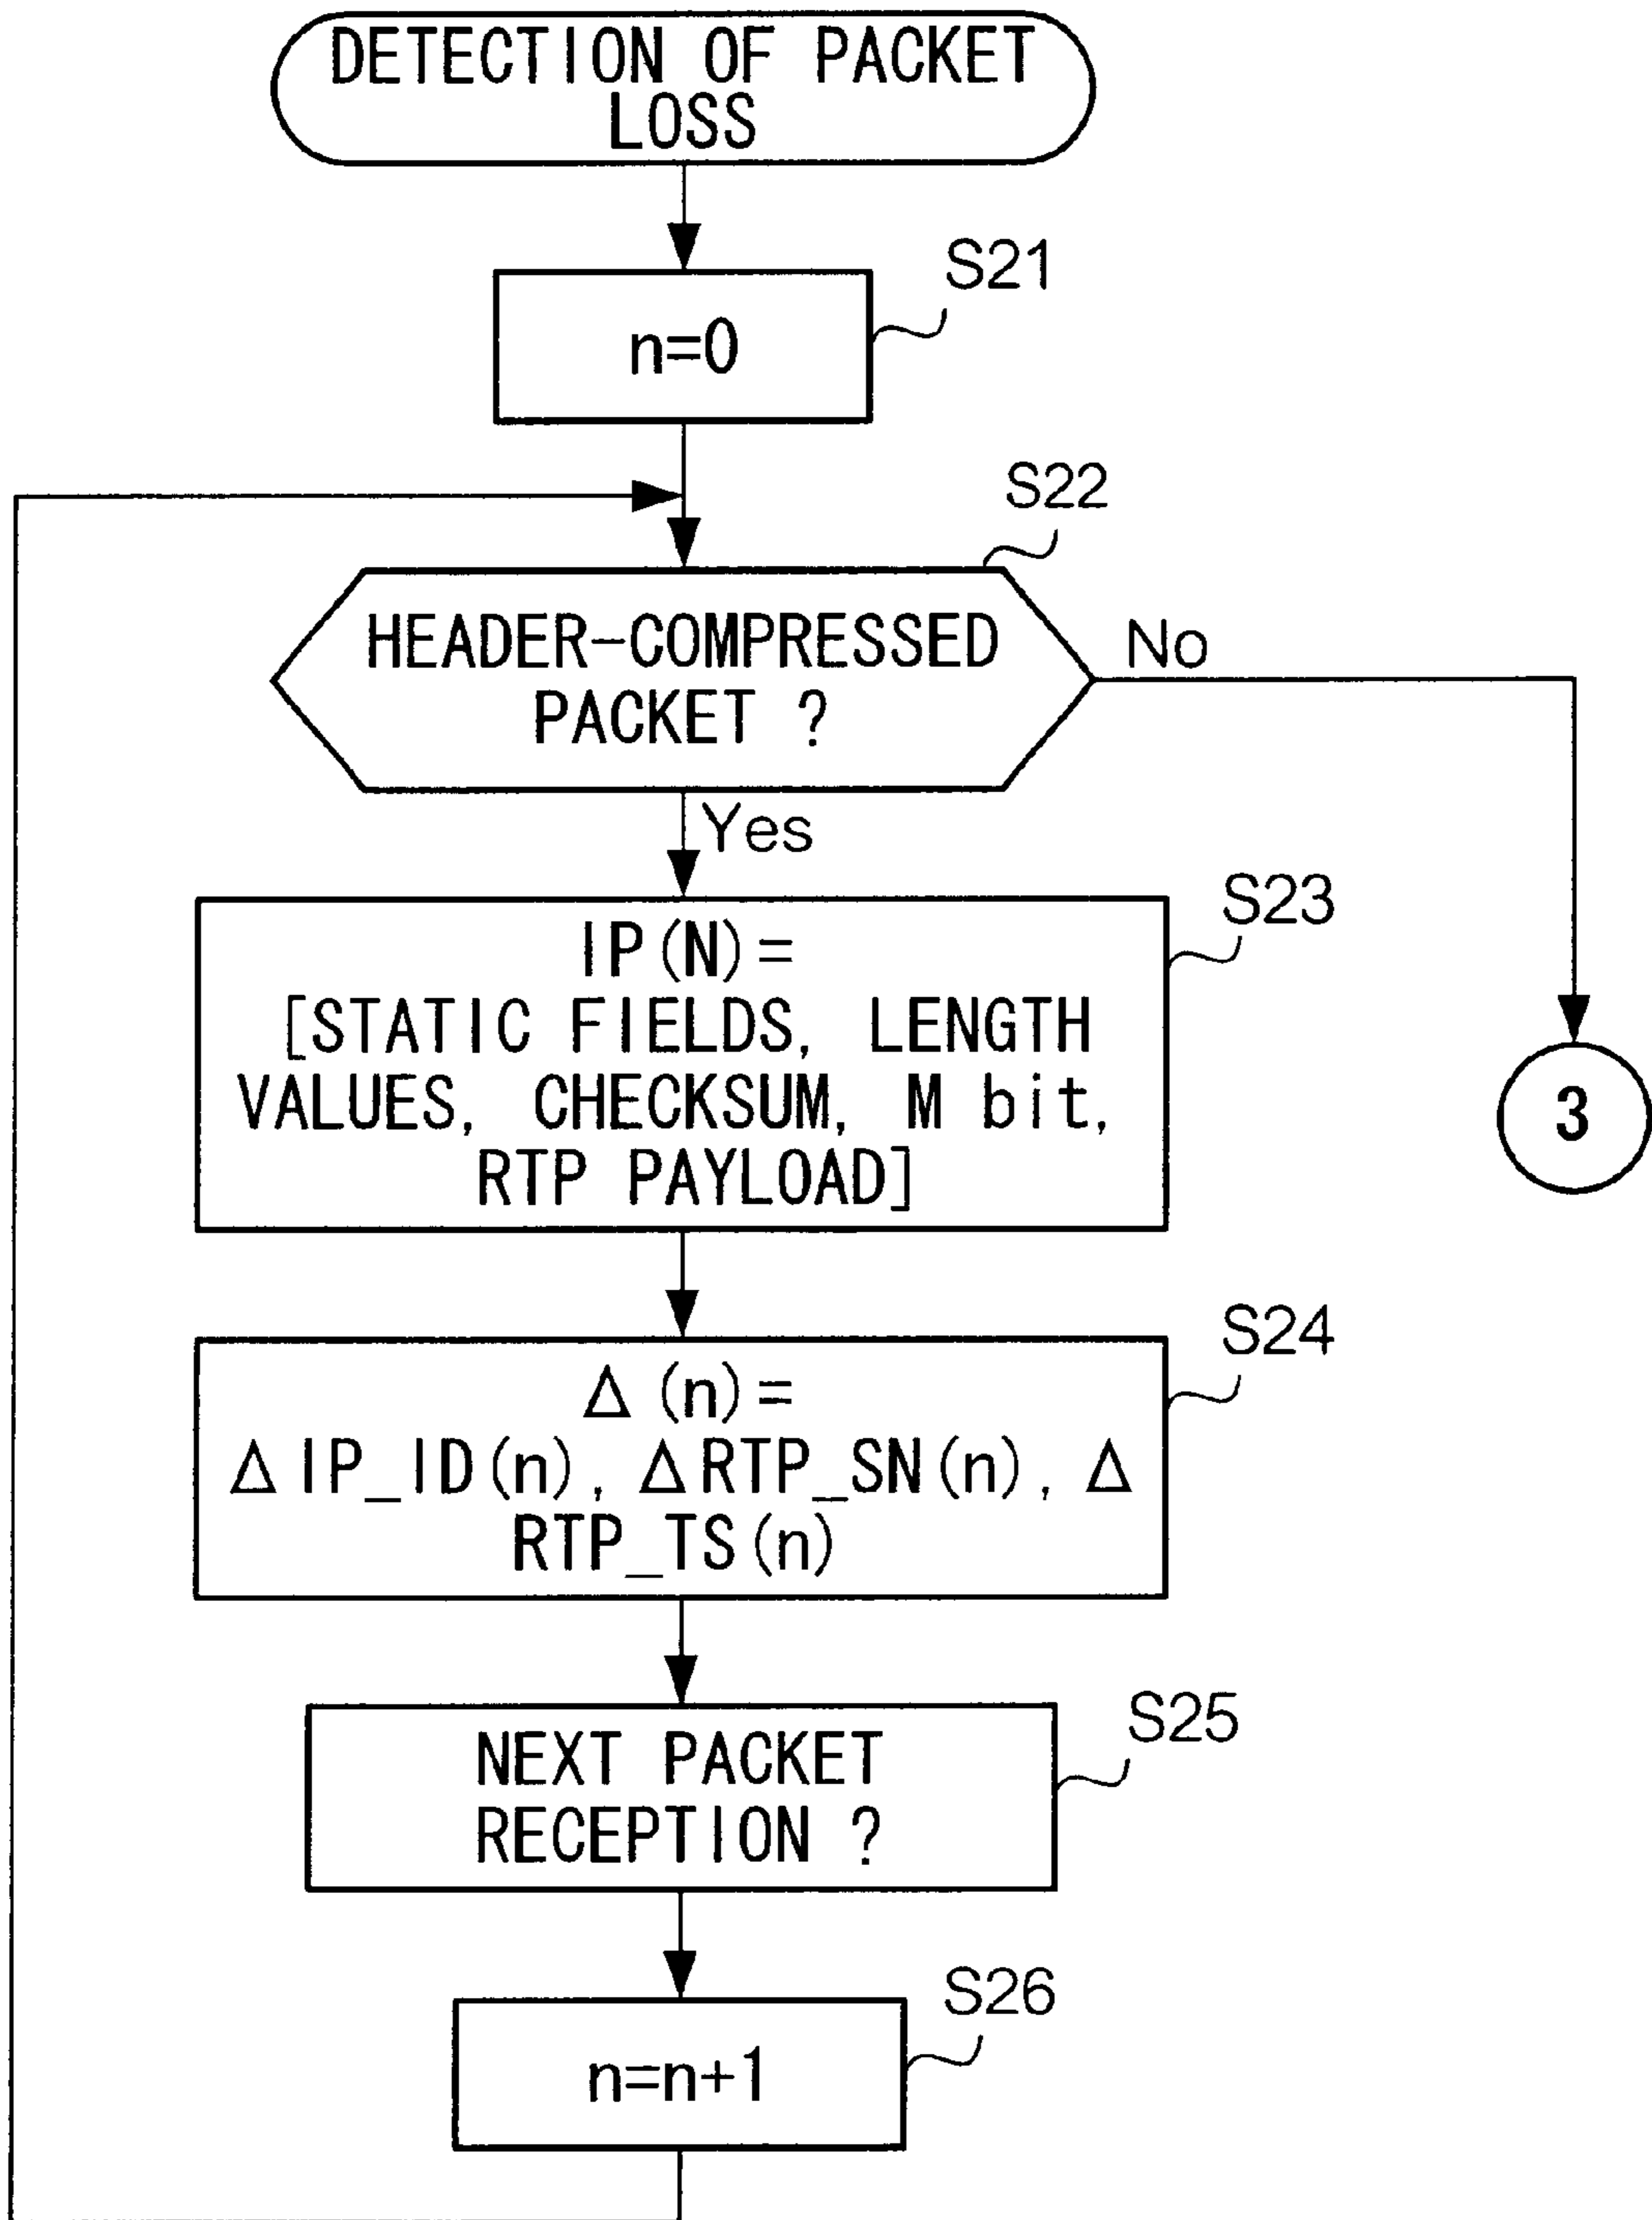 DETECTION OF PACKET
LOSS
S21
n=0
S22
HEADER-COMPRESSED
PACKET ?
No
Yes
S23
IP(N)=
[STATIC FIELDS, LENGTH
VALUES, CHECKSUM, M bit,
RTP PAYLOAD]
3
S24
Δ(n)=
ΔIP_ID(n), ΔRTP_SN(n), Δ
RTP_TS(n)
S25
NEXT PACKET
RECEPTION ?
S26
n=n+1